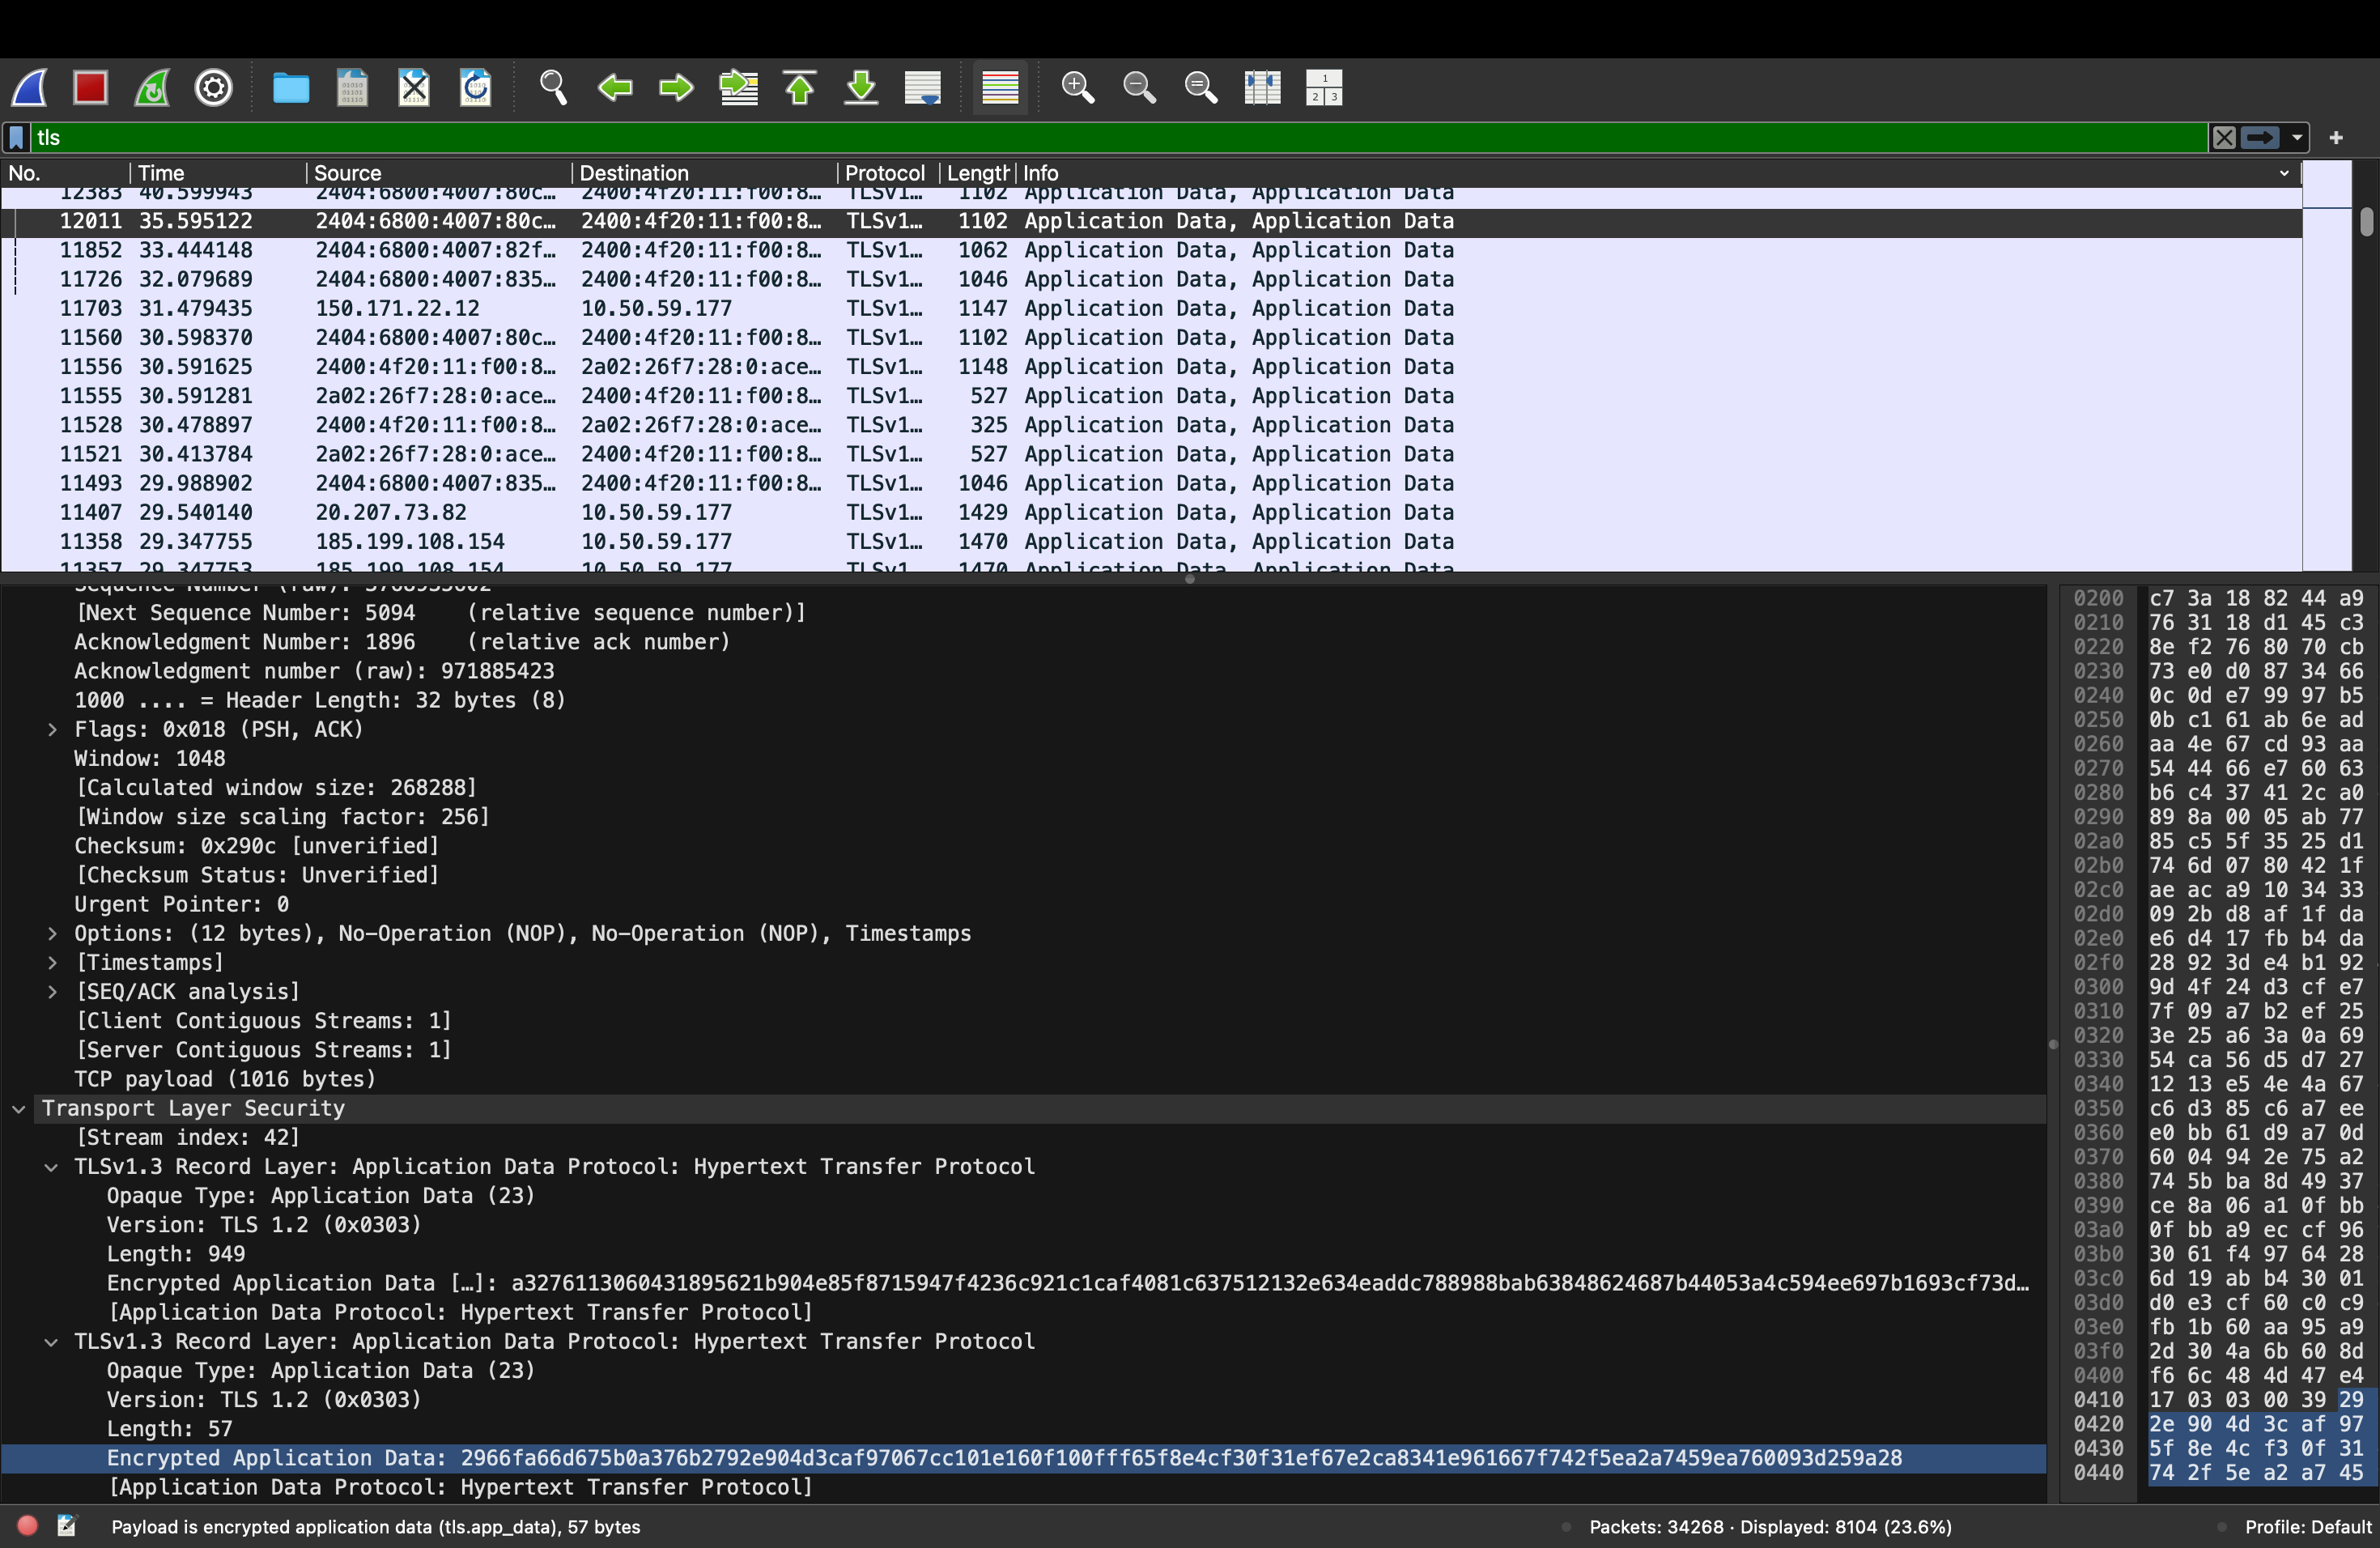 tls
No. Time Source Destination Protocol Length Info
12383 40.599943 2404:6800:4007:80c… 2400:4f20:11:f00:8… TLSv1… 1102 Application Data, Application Data
12011 35.595122 2404:6800:4007:80c… 2400:4f20:11:f00:8… TLSv1… 1102 Application Data, Application Data
11852 33.444148 2404:6800:4007:82f… 2400:4f20:11:f00:8… TLSv1… 1062 Application Data, Application Data
11726 32.079689 2404:6800:4007:835… 2400:4f20:11:f00:8… TLSv1… 1046 Application Data, Application Data
11703 31.479435 150.171.22.12 10.50.59.177 TLSv1… 1147 Application Data, Application Data
11560 30.598370 2404:6800:4007:80c… 2400:4f20:11:f00:8… TLSv1… 1102 Application Data, Application Data
11556 30.591625 2400:4f20:11:f00:8… 2a02:26f7:28:0:ace… TLSv1… 1148 Application Data, Application Data
11555 30.591281 2a02:26f7:28:0:ace… 2400:4f20:11:f00:8… TLSv1… 527 Application Data, Application Data
11528 30.478897 2400:4f20:11:f00:8… 2a02:26f7:28:0:ace… TLSv1… 325 Application Data, Application Data
11521 30.413784 2a02:26f7:28:0:ace… 2400:4f20:11:f00:8… TLSv1… 527 Application Data, Application Data
11493 29.988902 2404:6800:4007:835… 2400:4f20:11:f00:8… TLSv1… 1046 Application Data, Application Data
11407 29.540140 20.207.73.82 10.50.59.177 TLSv1… 1429 Application Data, Application Data
11358 29.347755 185.199.108.154 10.50.59.177 TLSv1… 1470 Application Data, Application Data
11357 29.347753 185.199.108.154 10.50.59.177 TLSv1… 1470 Application Data, Application Data
Sequence Number (raw):
[Next Sequence Number: 5094 (relative sequence number)]
Acknowledgment Number: 1896 (relative ack number)
Acknowledgment number (raw): 971885423
1000 .... = Header Length: 32 bytes (8)
Flags: 0x018 (PSH, ACK)
Window: 1048
[Calculated window size: 268288]
[Window size scaling factor: 256]
Checksum: 0x290c [unverified]
[Checksum Status: Unverified]
Urgent Pointer: 0
Options: (12 bytes), No-Operation (NOP), No-Operation (NOP), Timestamps
[Timestamps]
[SEQ/ACK analysis]
[Client Contiguous Streams: 1]
[Server Contiguous Streams: 1]
TCP payload (1016 bytes)
Transport Layer Security
[Stream index: 42]
TLSv1.3 Record Layer: Application Data Protocol: Hypertext Transfer Protocol
Opaque Type: Application Data (23)
Version: TLS 1.2 (0x0303)
Length: 949
Encrypted Application Data […]: a3276113060431895621b904e85f8715947f4236c921c1caf4081c637512132e634eaddc788988bab63848624687b44053a4c594ee697b1693cf73d…
[Application Data Protocol: Hypertext Transfer Protocol]
TLSv1.3 Record Layer: Application Data Protocol: Hypertext Transfer Protocol
Opaque Type: Application Data (23)
Version: TLS 1.2 (0x0303)
Length: 57
Encrypted Application Data: 2966fa66d675b0a376b2792e904d3caf97067cc101e160f100fff65f8e4cf30f31ef67e2ca8341e961667f742f5ea2a7459ea760093d259a28
[Application Data Protocol: Hypertext Transfer Protocol]
0200 c7 3a 18 82 44 a9
0210 76 31 18 d1 45 c3
0220 8e f2 76 80 70 cb
0230 73 e0 d0 87 34 66
0240 0c 0d e7 99 97 b5
0250 0b c1 61 ab 6e ad
0260 aa 4e 67 cd 93 aa
0270 54 44 66 e7 60 63
0280 b6 c4 37 41 2c a0
0290 89 8a 00 05 ab 77
02a0 85 c5 5f 35 25 d1
02b0 74 6d 07 80 42 1f
02c0 ae ac a9 10 34 33
02d0 09 2b d8 af 1f da
02e0 e6 d4 17 fb b4 da
02f0 28 92 3d e4 b1 92
0300 9d 4f 24 d3 cf e7
0310 7f 09 a7 b2 ef 25
0320 3e 25 a6 3a 0a 69
0330 54 ca 56 d5 d7 27
0340 12 13 e5 4e 4a 67
0350 c6 d3 85 c6 a7 ee
0360 e0 bb 61 d9 a7 0d
0370 60 04 94 2e 75 a2
0380 74 5b ba 8d 49 37
0390 ce 8a 06 a1 0f bb
03a0 0f bb a9 ec cf 96
03b0 30 61 f4 97 64 28
03c0 6d 19 ab b4 30 01
03d0 d0 e3 cf 60 c0 c9
03e0 fb 1b 60 aa 95 a9
03f0 2d 30 4a 6b 60 8d
0400 f6 6c 48 4d 47 e4
0410 17 03 03 00 39 29
0420 2e 90 4d 3c af 97
0430 5f 8e 4c f3 0f 31
0440 74 2f 5e a2 a7 45
Payload is encrypted application data (tls.app_data), 57 bytes
Packets: 34268 · Displayed: 8104 (23.6%)
Profile: Default